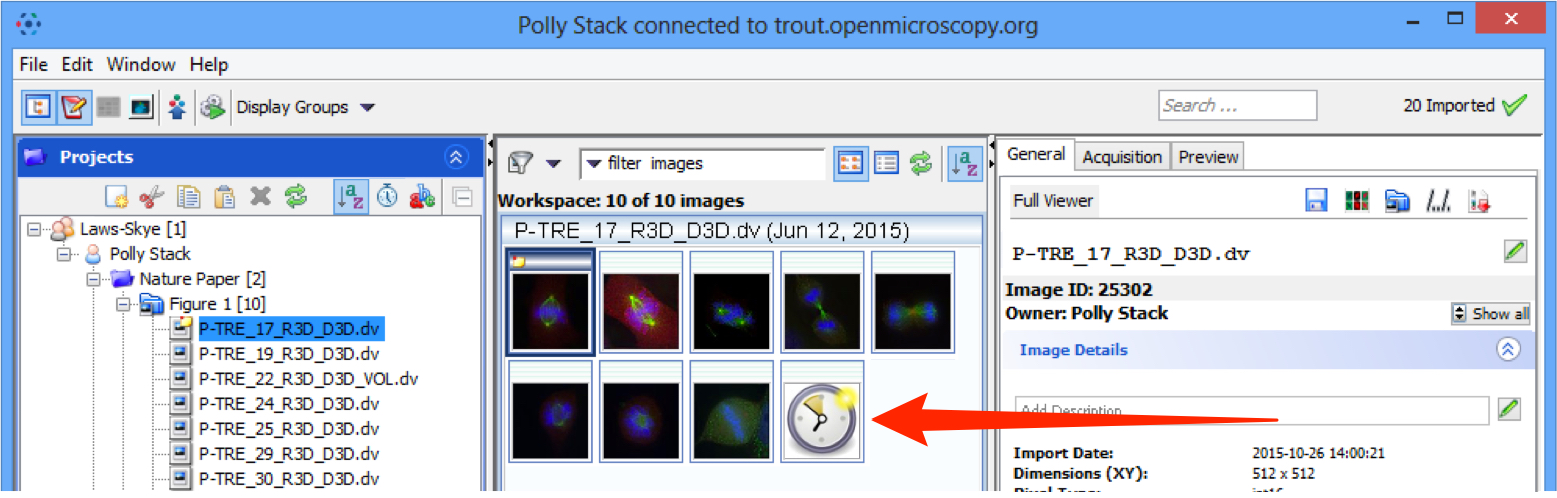 Polly Stack connected to trout.openmicroscopy.org
File Edit Window Help
Display Groups
Search ...
20 Imported
Projects
Laws-Skye [1]
Polly Stack
Nature Paper [2]
Figure 1 [10]
P-TRE_17_R3D_D3D.dv
P-TRE_19_R3D_D3D.dv
P-TRE_22_R3D_D3D_VOL.dv
P-TRE_24_R3D_D3D.dv
P-TRE_25_R3D_D3D.dv
P-TRE_29_R3D_D3D.dv
P-TRE_30_R3D_D3D.dv
filter images
Workspace: 10 of 10 images
P-TRE_17_R3D_D3D.dv (Jun 12, 2015)
General Acquisition Preview
Full Viewer
P-TRE_17_R3D_D3D.dv
Image ID: 25302
Owner: Polly Stack
Show all
Image Details
Add Description
Import Date: 2015-10-26 14:00:21
Dimensions (XY): 512 x 512
Pixel Type: int16